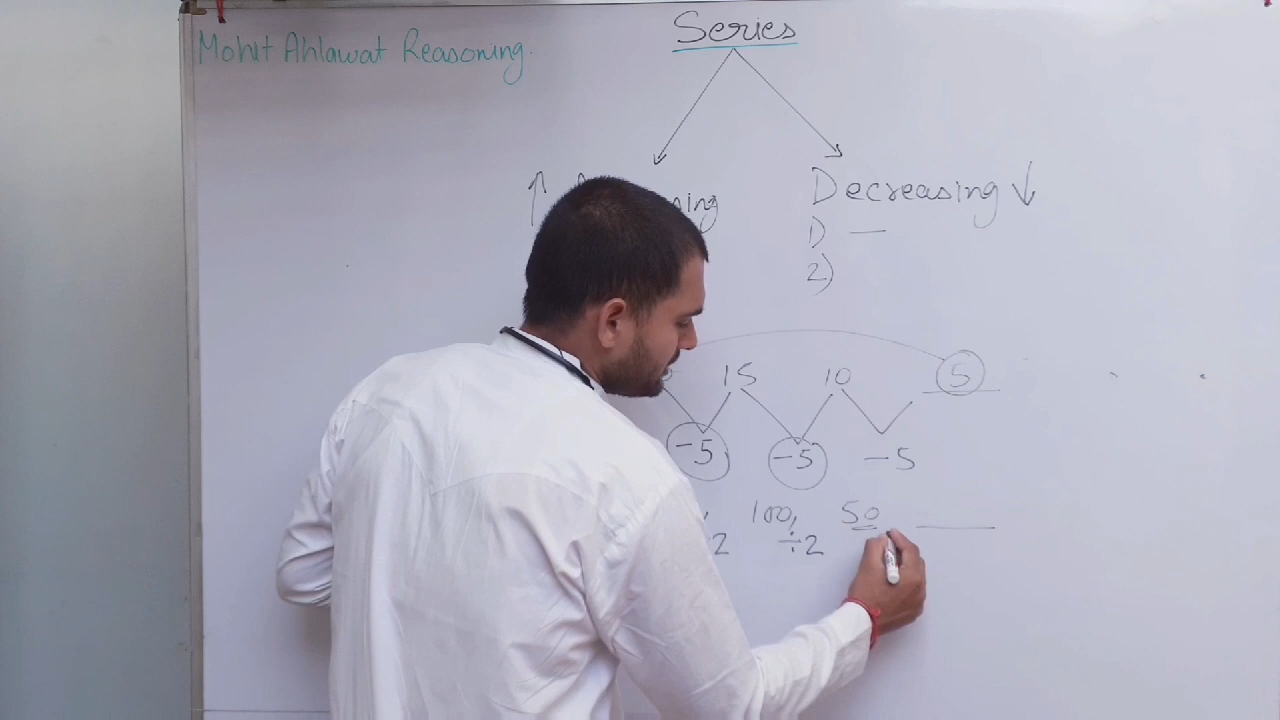 Mohit Ahlawat Reasoning.
Series
↑ Decreasing ↓
1) —
2)
15 10 5
-5 -5 -5
100, 50
2 ÷2